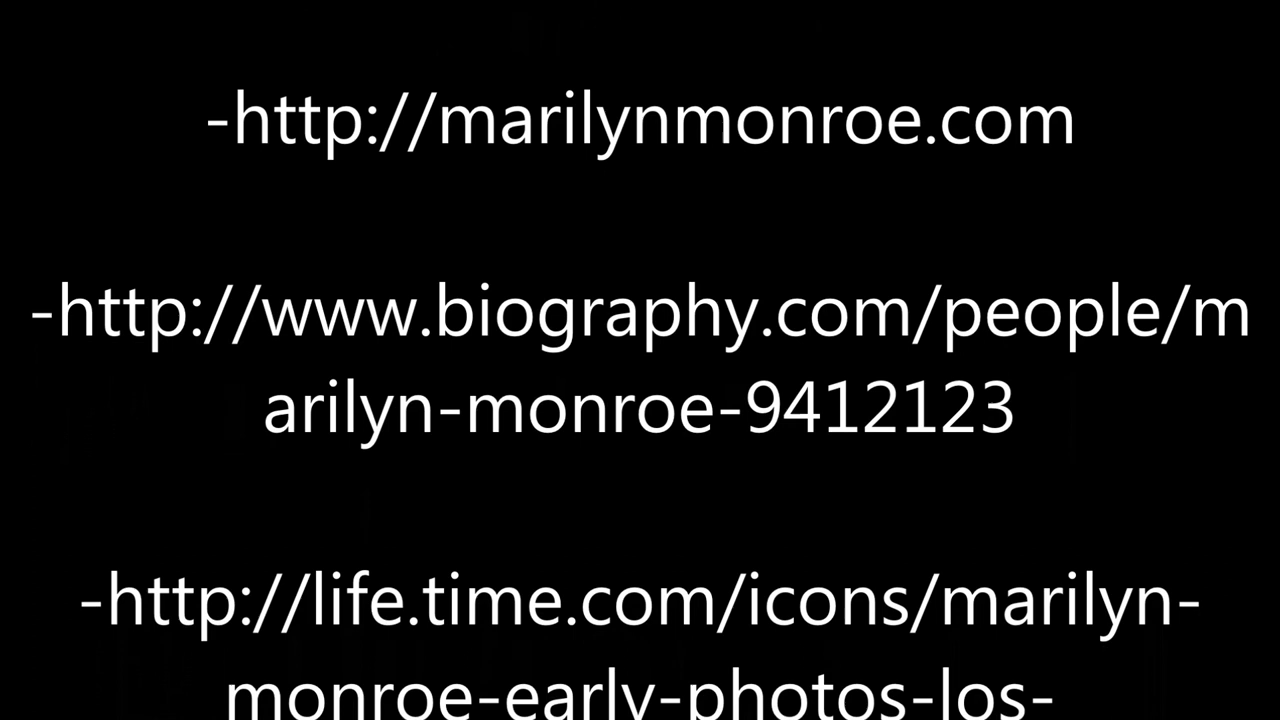 -http://marilynmonroe.com
-http://www.biography.com/people/m
arilyn-monroe-9412123
-http://life.time.com/icons/marilyn-
monroe-early-photos-los-